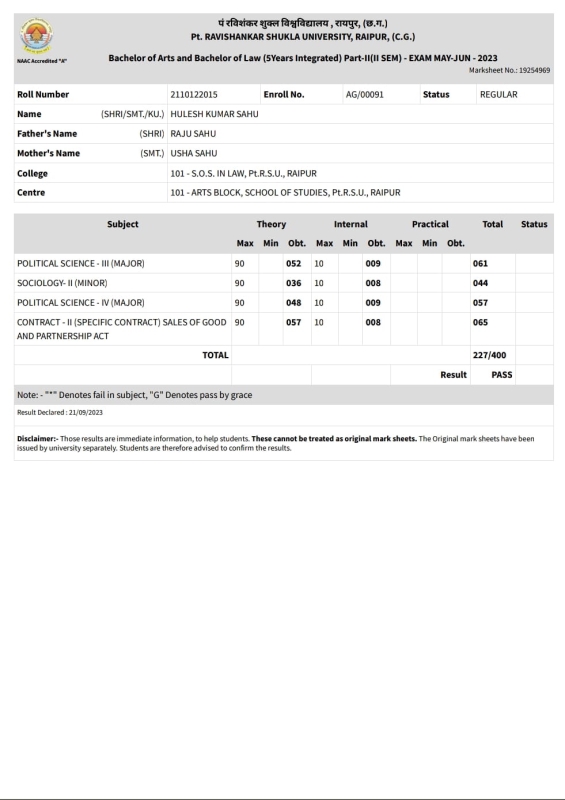 पं रविशंकर शुक्ल विश्वविद्यालय , रायपुर, (छ.ग.)
Pt. RAVISHANKAR SHUKLA UNIVERSITY, RAIPUR, (C.G.)
NAAC Accredited "A"
Bachelor of Arts and Bachelor of Law (5Years Integrated) Part-II(II SEM) - EXAM MAY-JUN - 2023
Marksheet No.: 19254969
Roll Number 2110122015 Enroll No. AG/00091 Status REGULAR
Name (SHRI/SMT./KU.) HULESH KUMAR SAHU
Father's Name (SHRI) RAJU SAHU
Mother's Name (SMT.) USHA SAHU
College 101 - S.O.S. IN LAW, Pt.R.S.U., RAIPUR
Centre 101 - ARTS BLOCK, SCHOOL OF STUDIES, Pt.R.S.U., RAIPUR
Subject Theory Internal Practical Total Status
Max Min Obt. Max Min Obt. Max Min Obt.
POLITICAL SCIENCE - III (MAJOR) 90 052 10 009 061
SOCIOLOGY- II (MINOR) 90 036 10 008 044
POLITICAL SCIENCE - IV (MAJOR) 90 048 10 009 057
CONTRACT - II (SPECIFIC CONTRACT) SALES OF GOOD 90 057 10 008 065
AND PARTNERSHIP ACT
TOTAL 227/400
Result PASS
Note: - "*" Denotes fail in subject, "G" Denotes pass by grace
Result Declared : 21/09/2023
Disclaimer:- Those results are immediate information, to help students. These cannot be treated as original mark sheets. The Original mark sheets have been
issued by university separately. Students are therefore advised to confirm the results.